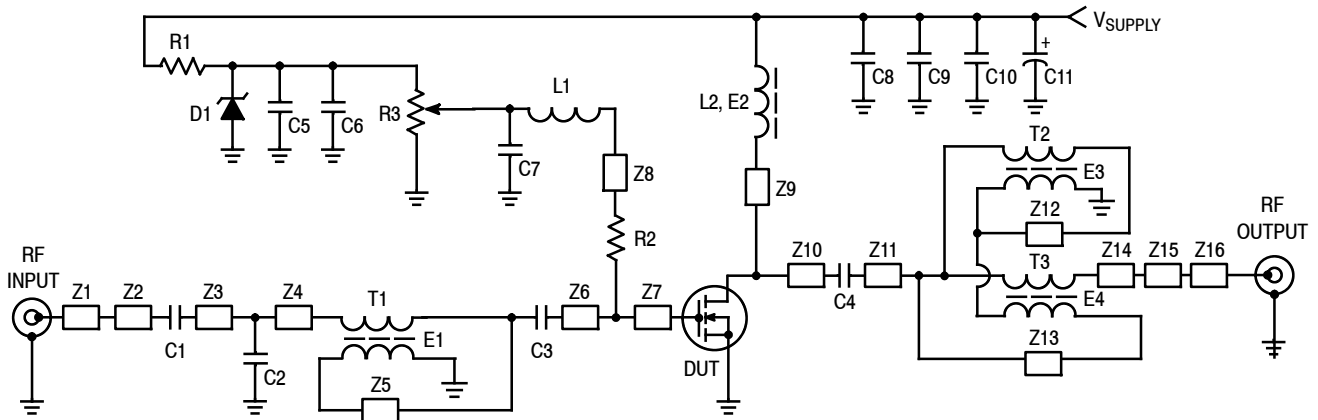 V_SUPPLY
R1
L1
L2, E2
C8
C9
C10
+
C11
D1
C5
C6
R3
C7
Z8
Z9
T2
E3
Z12
R2
RF
INPUT
Z1
Z2
C1
Z3
Z4
C2
T1
E1
Z5
C3
Z6
Z7
DUT
Z10
C4
Z11
T3
E4
Z13
Z14
Z15
Z16
RF
OUTPUT